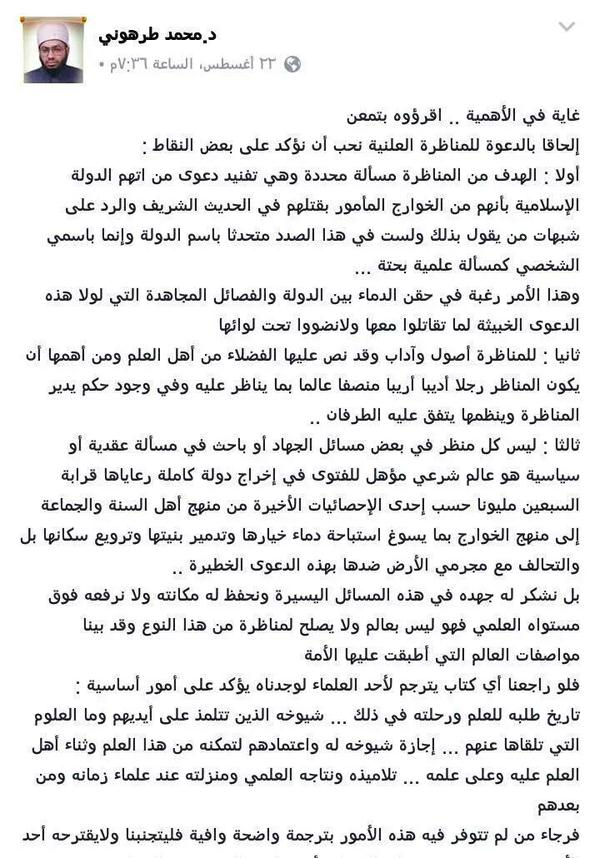 د.محمد طرهوني
٢٣ أغسطس، الساعة ٧:٣٦م •
غاية في الأهمية .. اقرؤوه بتمعن
إلحاقا بالدعوة للمناظرة العلنية نحب أن نؤكد على بعض النقاط :
أولا : الهدف من المناظرة مسألة محددة وهي تفنيد دعوى من اتهم الدولة
الإسلامية بأنهم من الخوارج المأمور بقتلهم في الحديث الشريف والرد على
شبهات من يقول بذلك ولست في هذا الصدد متحدثا باسم الدولة وإنما باسمي
الشخصي كمسألة علمية بحتة ...
وهذا الأمر رغبة في حقن الدماء بين الدولة والفصائل المجاهدة التي لولا هذه
الدعوى الخبيثة لما تقاتلوا معها ولانضووا تحت لوائها
ثانيا : للمناظرة أصول وآداب وقد نص عليها الفضلاء من أهل العلم ومن أهمها أن
يكون المناظر رجلا أديبا أريبا منصفا عالما بما يناظر عليه وفي وجود حكم يدير
المناظرة وينظمها يتفق عليه الطرفان ..
ثالثا : ليس كل منظر في بعض مسائل الجهاد أو باحث في مسألة عقدية أو
سياسية هو عالم شرعي مؤهل للفتوى في إخراج دولة كاملة رعاياها قرابة
السبعين مليونا حسب إحدى الإحصائيات الأخيرة من منهج أهل السنة والجماعة
إلى منهج الخوارج بما يسوغ استباحة دماء خيارها وتدمير بنيتها وترويع سكانها بل
والتحالف مع مجرمي الأرض ضدها بهذه الدعوى الخطيرة ..
بل نشكر له جهده في هذه المسائل اليسيرة ونحفظ له مكانته ولا نرفعه فوق
مستواه العلمي فهو ليس بعالم ولا يصلح لمناظرة من هذا النوع وقد بينا
مواصفات العالم التي أطبقت عليها الأمة
فلو راجعنا أي كتاب يترجم لأحد العلماء لوجدناه يؤكد على أمور أساسية :
تاريخ طلبه للعلم ورحلته في ذلك ... شيوخه الذين تتلمذ على أيديهم وما العلوم
التي تلقاها عنهم ... إجازة شيوخه له واعتمادهم لتمكنه من هذا العلم وثناء أهل
العلم عليه وعلى علمه ... تلاميذه ونتاجه العلمي ومنزلته عند علماء زمانه ومن
بعدهم
فرجاء من لم تتوفر فيه هذه الأمور بترجمة واضحة وافية فليتجنبنا ولايقترحه أحد